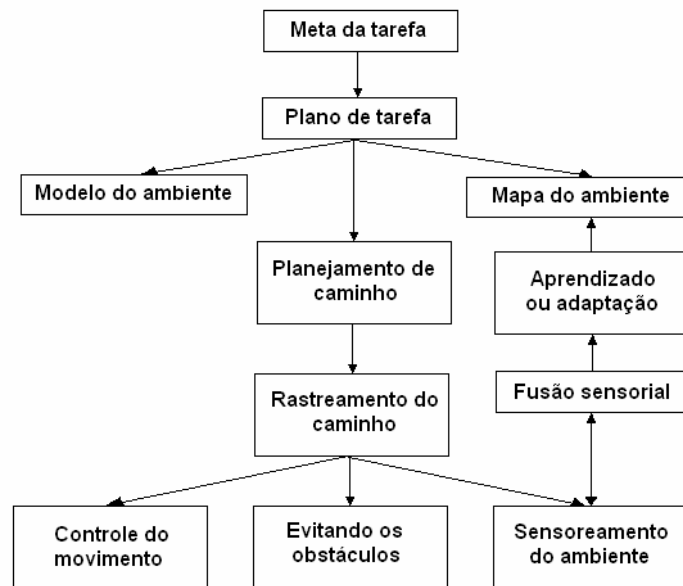 Meta da tarefa
Plano de tarefa
Modelo do ambiente
Mapa do ambiente
Planejamento de
caminho
Aprendizado
ou adaptação
Rastreamento do
caminho
Fusão sensorial
Controle do
movimento
Evitando os
obstáculos
Sensoreamento
do ambiente